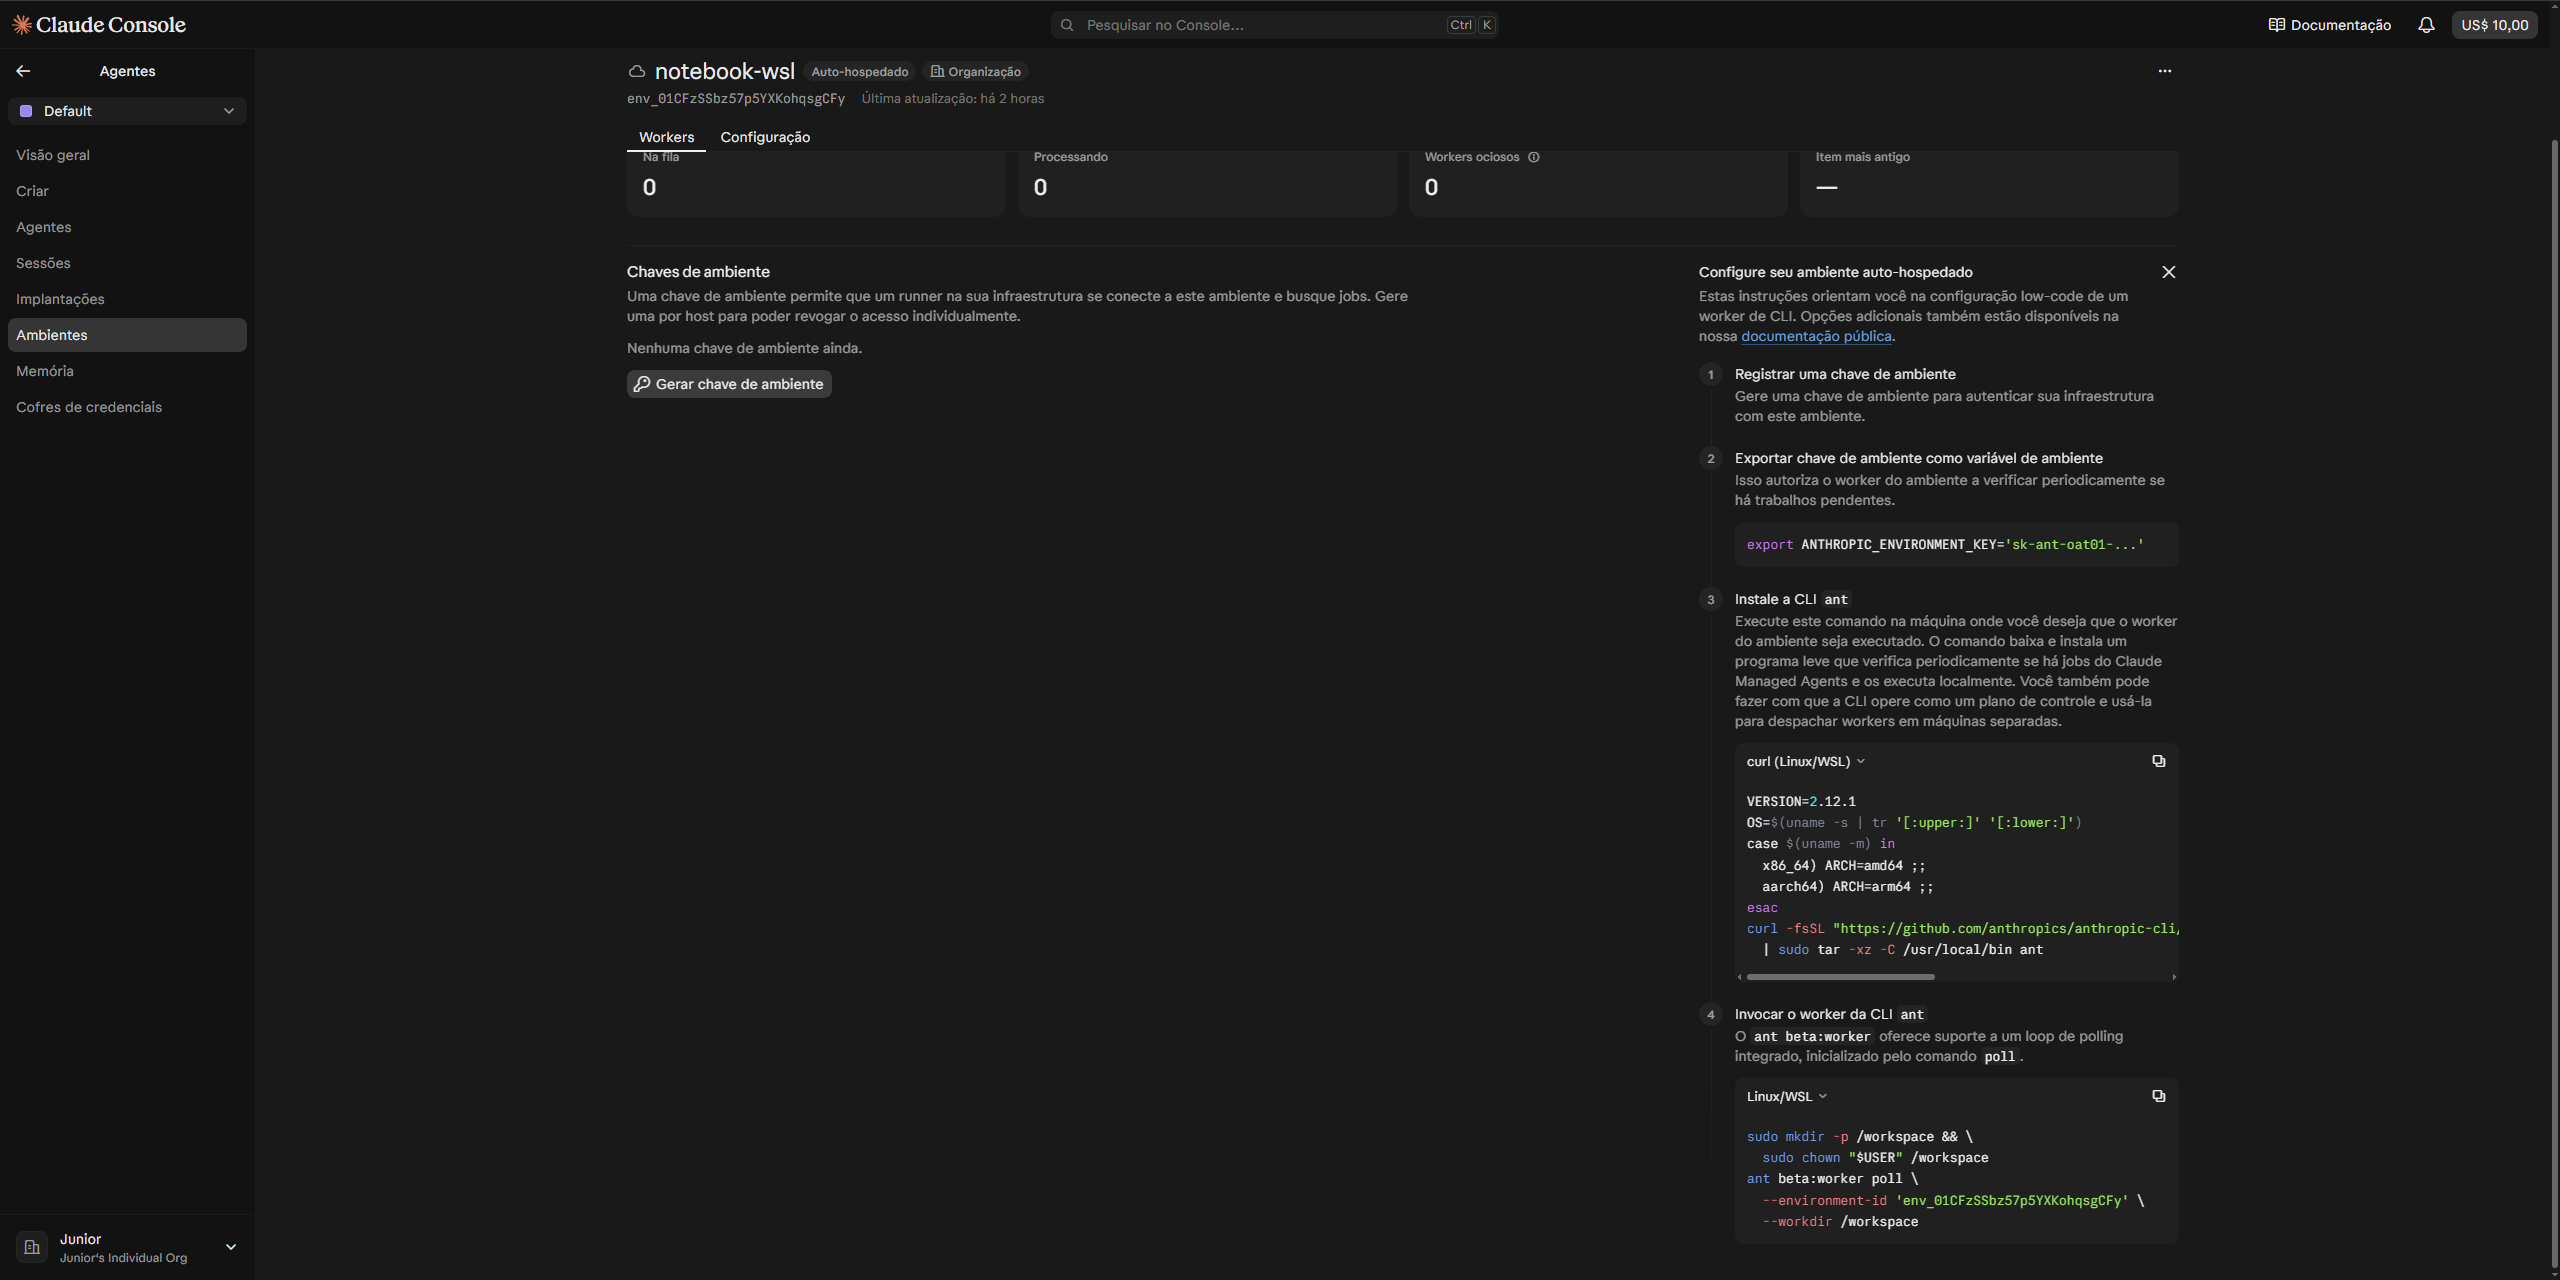 Claude Console
Pesquisar no Console...
Ctrl K
Documentação
US$ 10,00
Agentes
Default
Visão geral
Criar
Agentes
Sessões
Implantações
Ambientes
Memória
Cofres de credenciais
Junior
Junior's Individual Org
notebook-wsl Auto-hospedado Organização
env_01CFzSSbz57p5YXKohqsgCFy Última atualização: há 2 horas
Workers Configuração
Na fila
0
Processando
0
Workers ociosos
0
Item mais antigo
—
Chaves de ambiente
Uma chave de ambiente permite que um runner na sua infraestrutura se conecte a este ambiente e busque jobs. Gere
uma por host para poder revogar o acesso individualmente.
Nenhuma chave de ambiente ainda.
Gerar chave de ambiente
Configure seu ambiente auto-hospedado
Estas instruções orientam você na configuração low-code de um
worker de CLI. Opções adicionais também estão disponíveis na
nossa documentação pública.
1 Registrar uma chave de ambiente
Gere uma chave de ambiente para autenticar sua infraestrutura
com este ambiente.
2 Exportar chave de ambiente como variável de ambiente
Isso autoriza o worker do ambiente a verificar periodicamente se
há trabalhos pendentes.
export ANTHROPIC_ENVIRONMENT_KEY='sk-ant-oat01-...'
3 Instale a CLI ant
Execute este comando na máquina onde você deseja que o worker
do ambiente seja executado. O comando baixa e instala um
programa leve que verifica periodicamente se há jobs do Claude
Managed Agents e os executa localmente. Você também pode
fazer com que a CLI opere como um plano de controle e usá-la
para despachar workers em máquinas separadas.
curl (Linux/WSL)
VERSION=2.12.1
OS=$(uname -s | tr '[:upper:]' '[:lower:]')
case $(uname -m) in
x86_64) ARCH=amd64 ;;
aarch64) ARCH=arm64 ;;
esac
curl -fsSL "https://github.com/anthropics/anthropic-cli/
| sudo tar -xz -C /usr/local/bin ant
4 Invocar o worker da CLI ant
O ant beta:worker oferece suporte a um loop de polling
integrado, inicializado pelo comando poll.
Linux/WSL
sudo mkdir -p /workspace && \
sudo chown "$USER" /workspace
ant beta:worker poll \
--environment-id 'env_01CFzSSbz57p5YXKohqsgCFy' \
--workdir /workspace